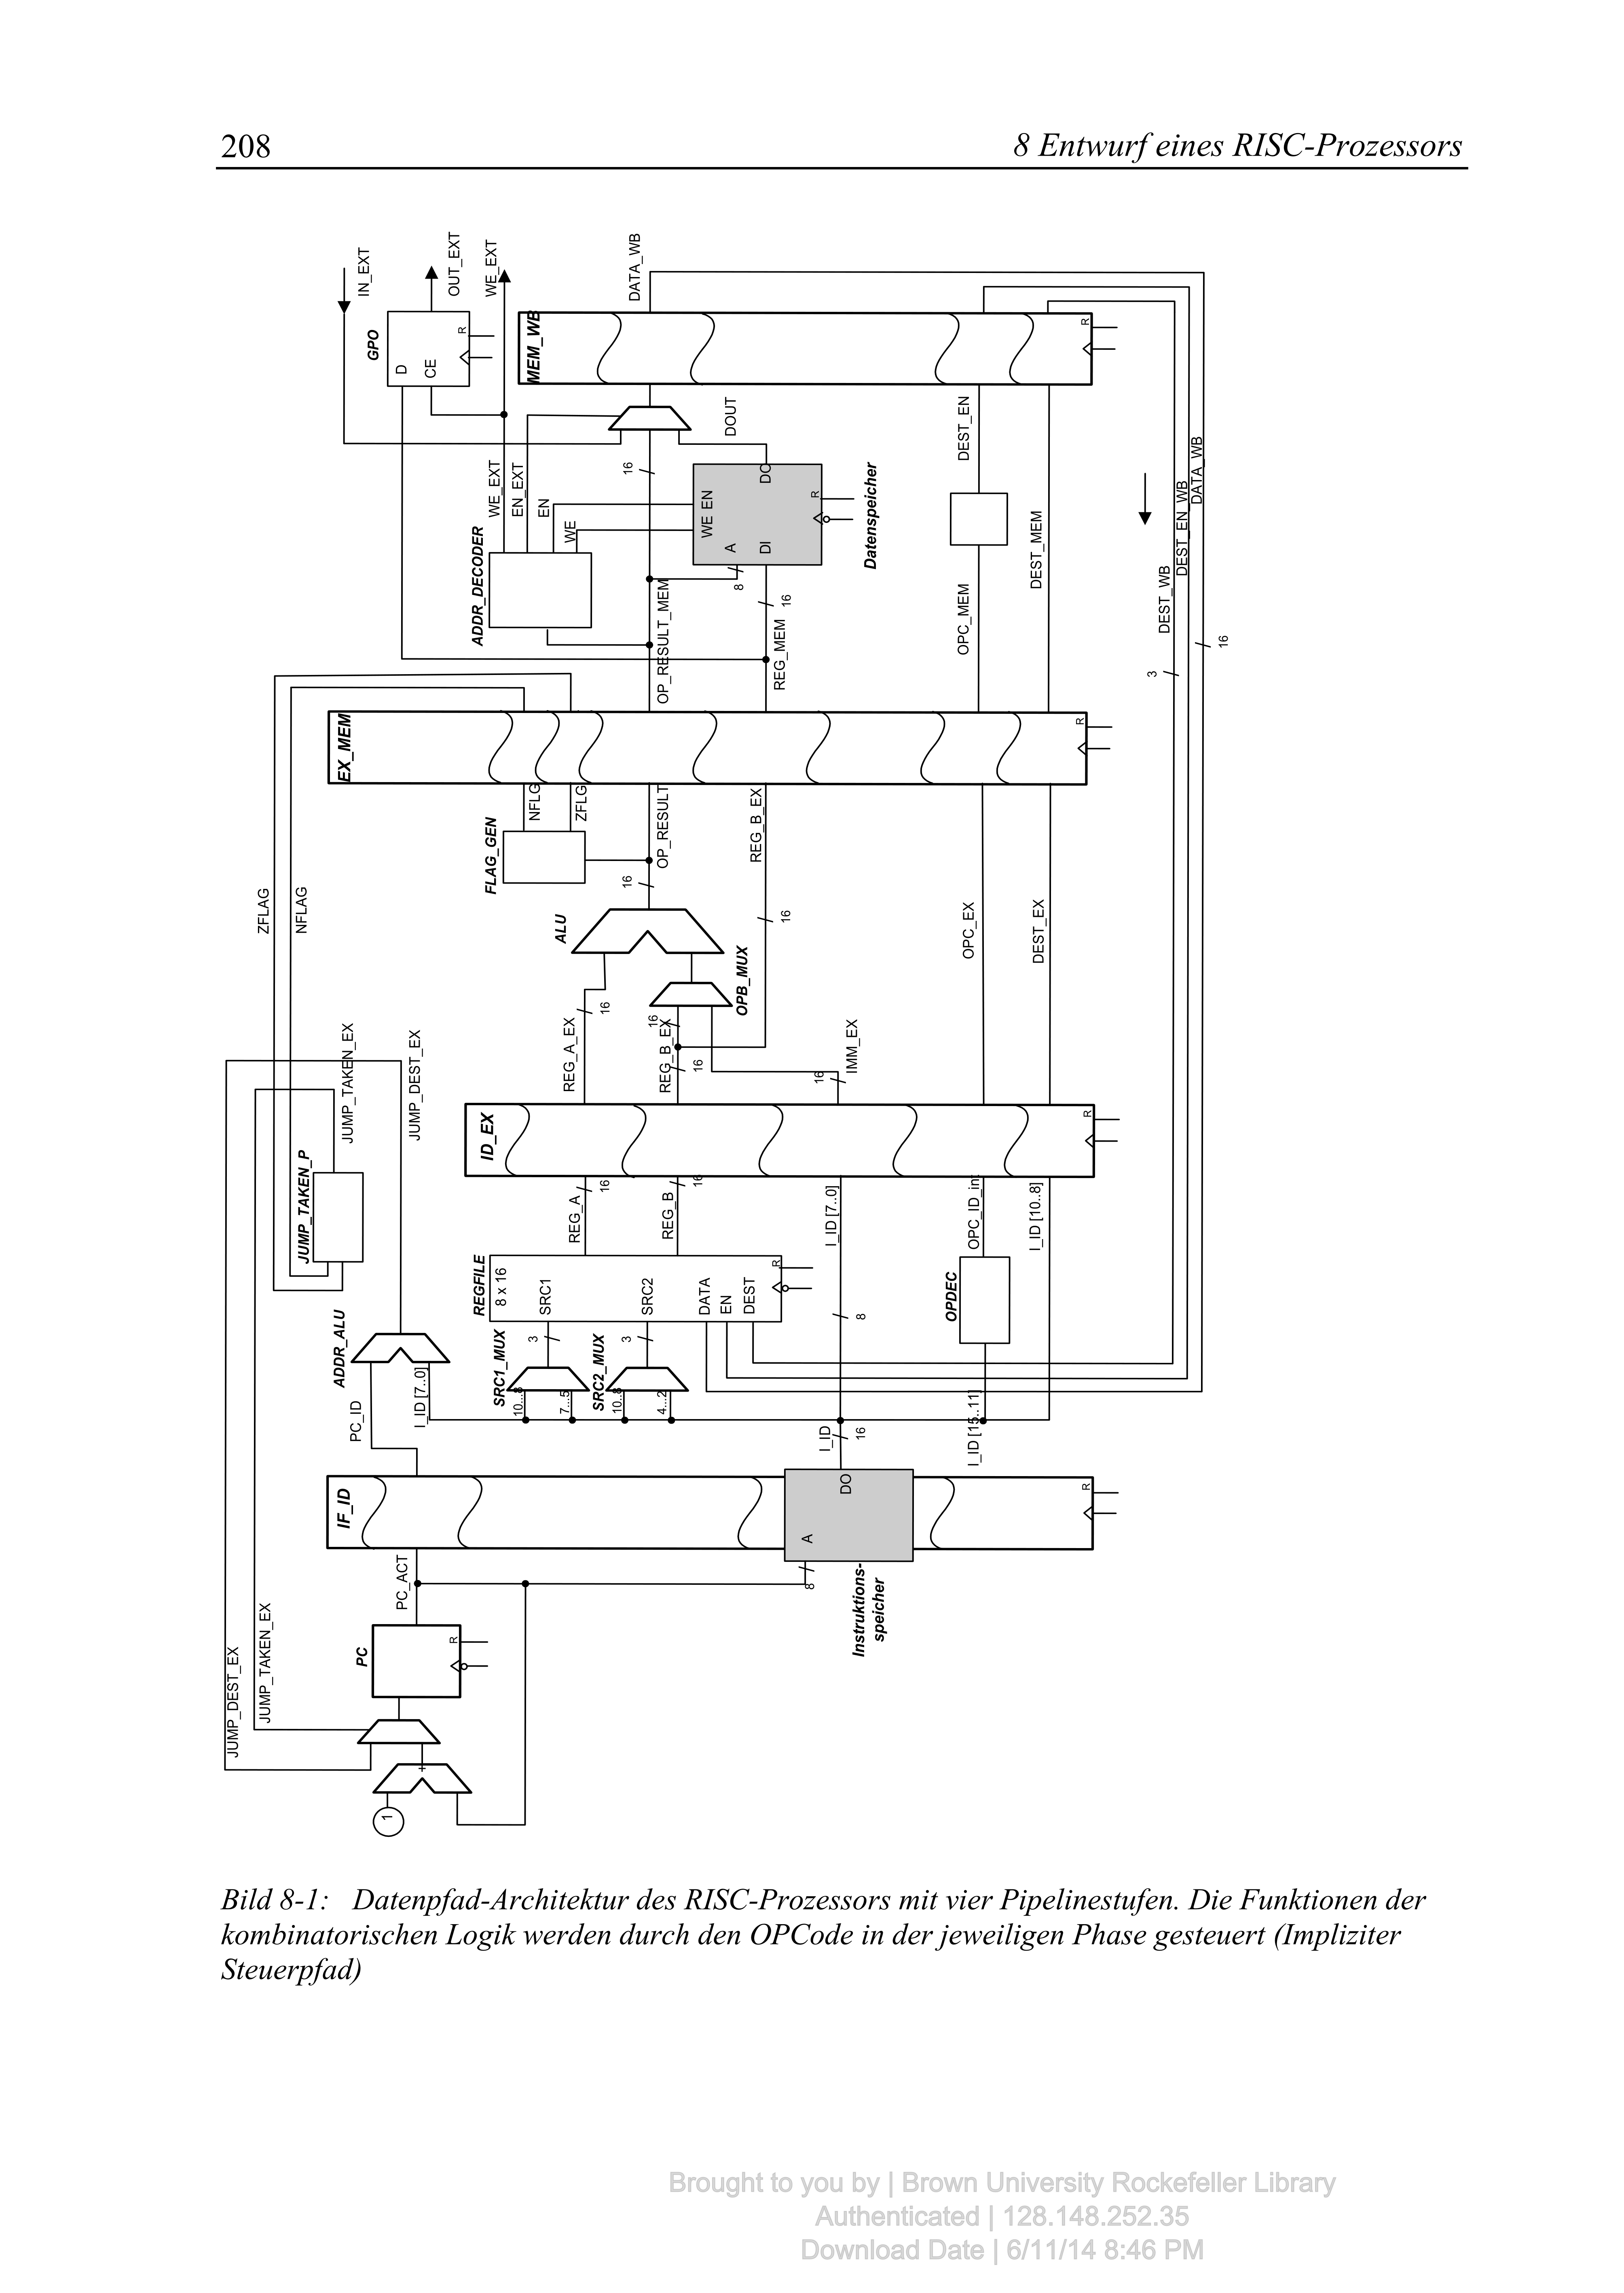 208
8 Entwurf eines RISC-Prozessors
JUMP_DEST_EX
JUMP_TAKEN_EX
ZFLAG
NFLAG
JUMP_TAKEN_P
JUMP_TAKEN_EX
JUMP_DEST_EX
1
+
PC
R
PC_ACT
IF_ID
PC_ID
ADDR_ALU
I_ID [7..0]
EX_MEM
IN_EXT
GPO
D
CE
R
OUT_EXT
WE_EXT
REGFILE
8 x 16
SRC1_MUX
10...8
7...5
3
SRC1
SRC2_MUX
10..8
4...2
3
SRC2
DATA
EN
DEST
R
REG_A
16
REG_B
16
ID_EX
REG_A_EX
16
REG_B_EX
16
16
OPB_MUX
ALU
FLAG_GEN
NFLG
ZFLG
16
OP_RESULT
REG_B_EX
16
16
IMM_EX
ADDR_DECODER
WE_EXT
EN_EXT
EN
WE
OP_RESULT_MEM
16
MEM_WB
DATA_WB
WE EN
A
8
DI
DO
R
DOUT
REG_MEM
16
Datenspeicher
8
A
DO
Instruktions-
speicher
I_ID
16
8
I_ID [7..0]
OPDEC
I_ID [15..11]
OPC_ID_int
OPC_EX
OPC_MEM
DEST_EN
I_ID [10..8]
DEST_EX
DEST_MEM
R
R
R
R
3
DEST_WB
DEST_EN_WB
DATA_WB
16
Bild 8-1: Datenpfad-Architektur des RISC-Prozessors mit vier Pipelinestufen. Die Funktionen der
kombinatorischen Logik werden durch den OPCode in der jeweiligen Phase gesteuert (Impliziter
Steuerpfad)
Brought to you by | Brown University Rockefeller Library
Authenticated | 128.148.252.35
Download Date | 6/11/14 8:46 PM